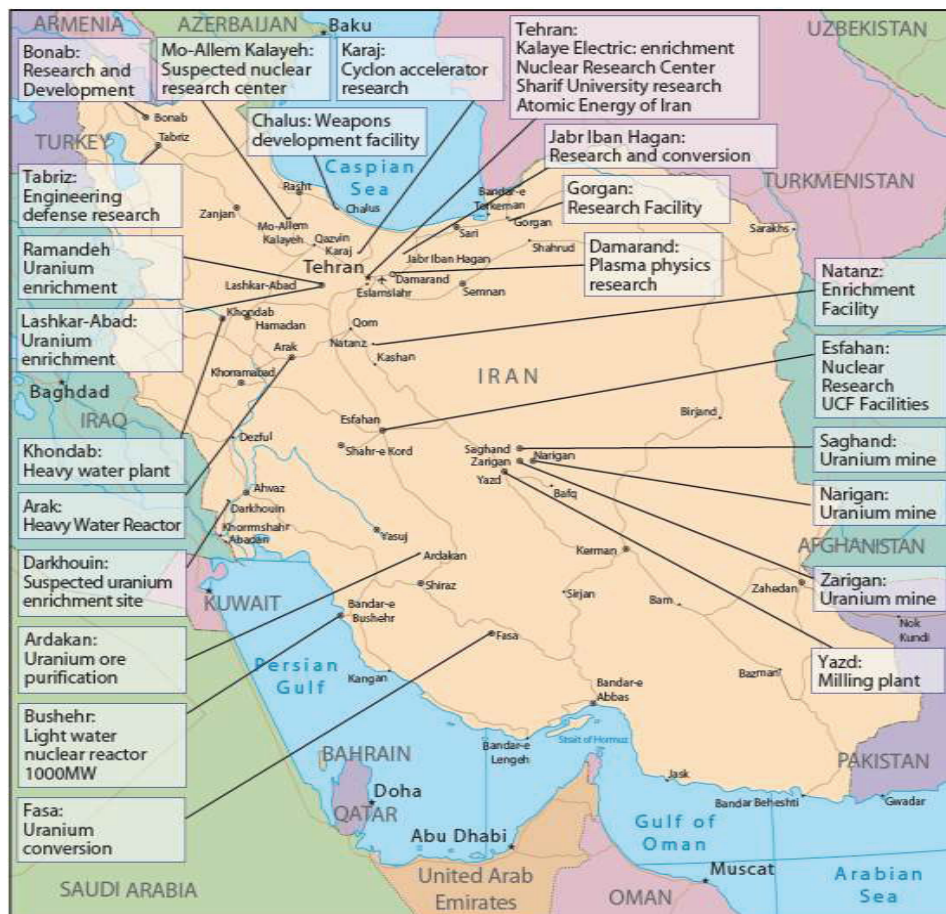 ARMENIA
AZERBAIJAN
Baku
UZBEKISTAN
Bonab:
Research and
Development
Mo-Allem Kalayeh:
Suspected nuclear
research center
Karaj:
Cyclon accelerator
research
Tehran:
Kalaye Electric: enrichment
Nuclear Research Center
Sharif University research
Atomic Energy of Iran
Chalus: Weapons
development facility
Jabr Iban Hagan:
Research and conversion
TURKEY
Bonab
Tabriz
Caspian
Sea
TURKMENISTAN
Tabriz:
Engineering
defense research
Gorgan:
Research Facility
Rasht
Chalus
Bandar-e
Torkeman
Gorgan
Zanjan
Mo-Allem
Kalayeh
Qazvin
Karaj
Sari
Shahrud
Sarakhs
Ramandeh
Uranium
enrichment
Damarand:
Plasma physics
research
Jabr Iban Hagan
Tehran
Damarand
Lashkar-Abad
Eslamslahr
Semnan
Natanz:
Enrichment
Facility
Lashkar-Abad:
Uranium
enrichment
Khondab
Hamadan
Qom
Arak
Natanz
Kashan
Esfahan:
Nuclear
Research
UCF Facilities
Khorramabad
IRAN
Baghdad
IRAQ
Esfahan
Birjand
Dezful
Shahr-e Kord
Saghand
Zarigan
Narigan
Yazd
Bafq
Saghand:
Uranium mine
Khondab:
Heavy water plant
Narigan:
Uranium mine
Ahvaz
Darkhouin
Arak:
Heavy Water Reactor
Khorrmshahr
Abadan
Yasuj
Ardakan
Kerman
AFGHANISTAN
Darkhouin:
Suspected uranium
enrichment site
KUWAIT
Shiraz
Sirjan
Bam
Zahedan
Zarigan:
Uranium mine
Bandar-e
Bushehr
Nok
Kundi
Ardakan:
Uranium ore
purification
Fasa
Persian
Gulf
Kangan
Bazman
Yazd:
Milling plant
Bandar-e
Abbas
Bushehr:
Light water
nuclear reactor
1000MW
Bandar-e
Lengeh
Strait of Hormuz
BAHRAIN
PAKISTAN
Jask
Bandar Beheshti
Gwadar
Doha
QATAR
Fasa:
Uranium
conversion
Abu Dhabi
Gulf of
Oman
Muscat
Arabian
Sea
SAUDI ARABIA
United Arab
Emirates
OMAN